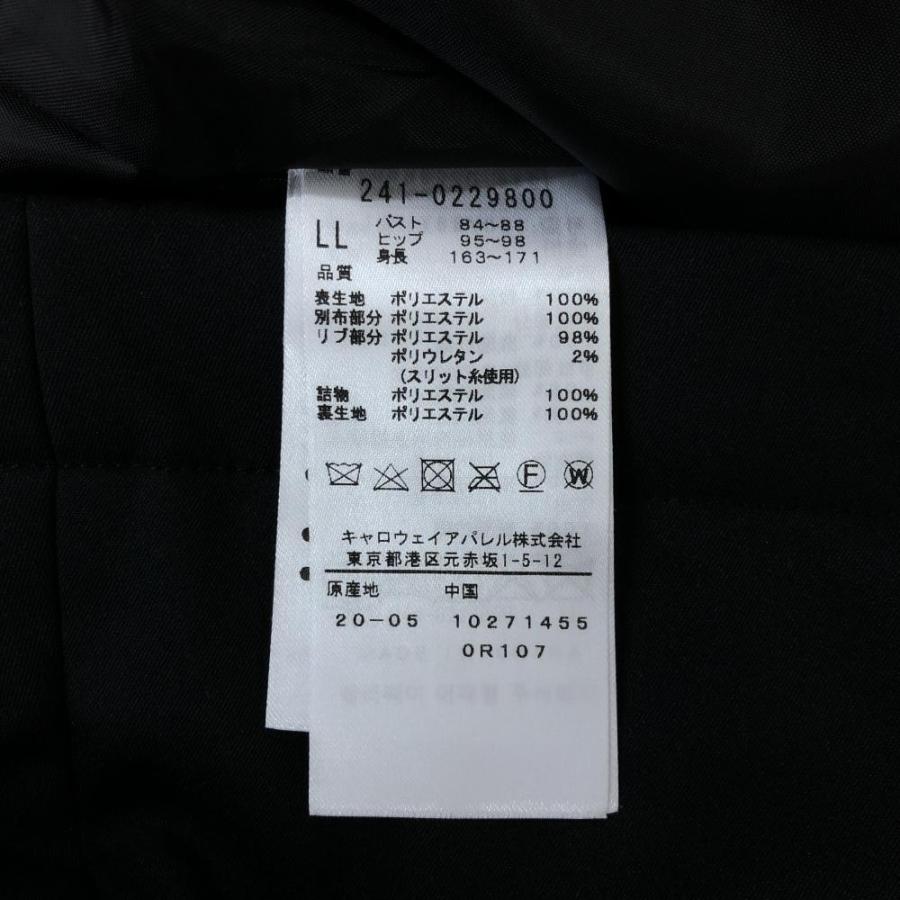 241-0229800
LL バスト 84~88
ヒップ 95~98
身長 163~171
品質
表生地 ポリエステル 100%
別布部分 ポリエステル 100%
リブ部分 ポリエステル 98%
ポリウレタン 2%
(スリット糸使用)
詰物 ポリエステル 100%
裏生地 ポリエステル 100%
F W
キャロウェイアパレル株式会社
東京都港区元赤坂1-5-12
原産地 中国
20-05 10271455
0R107